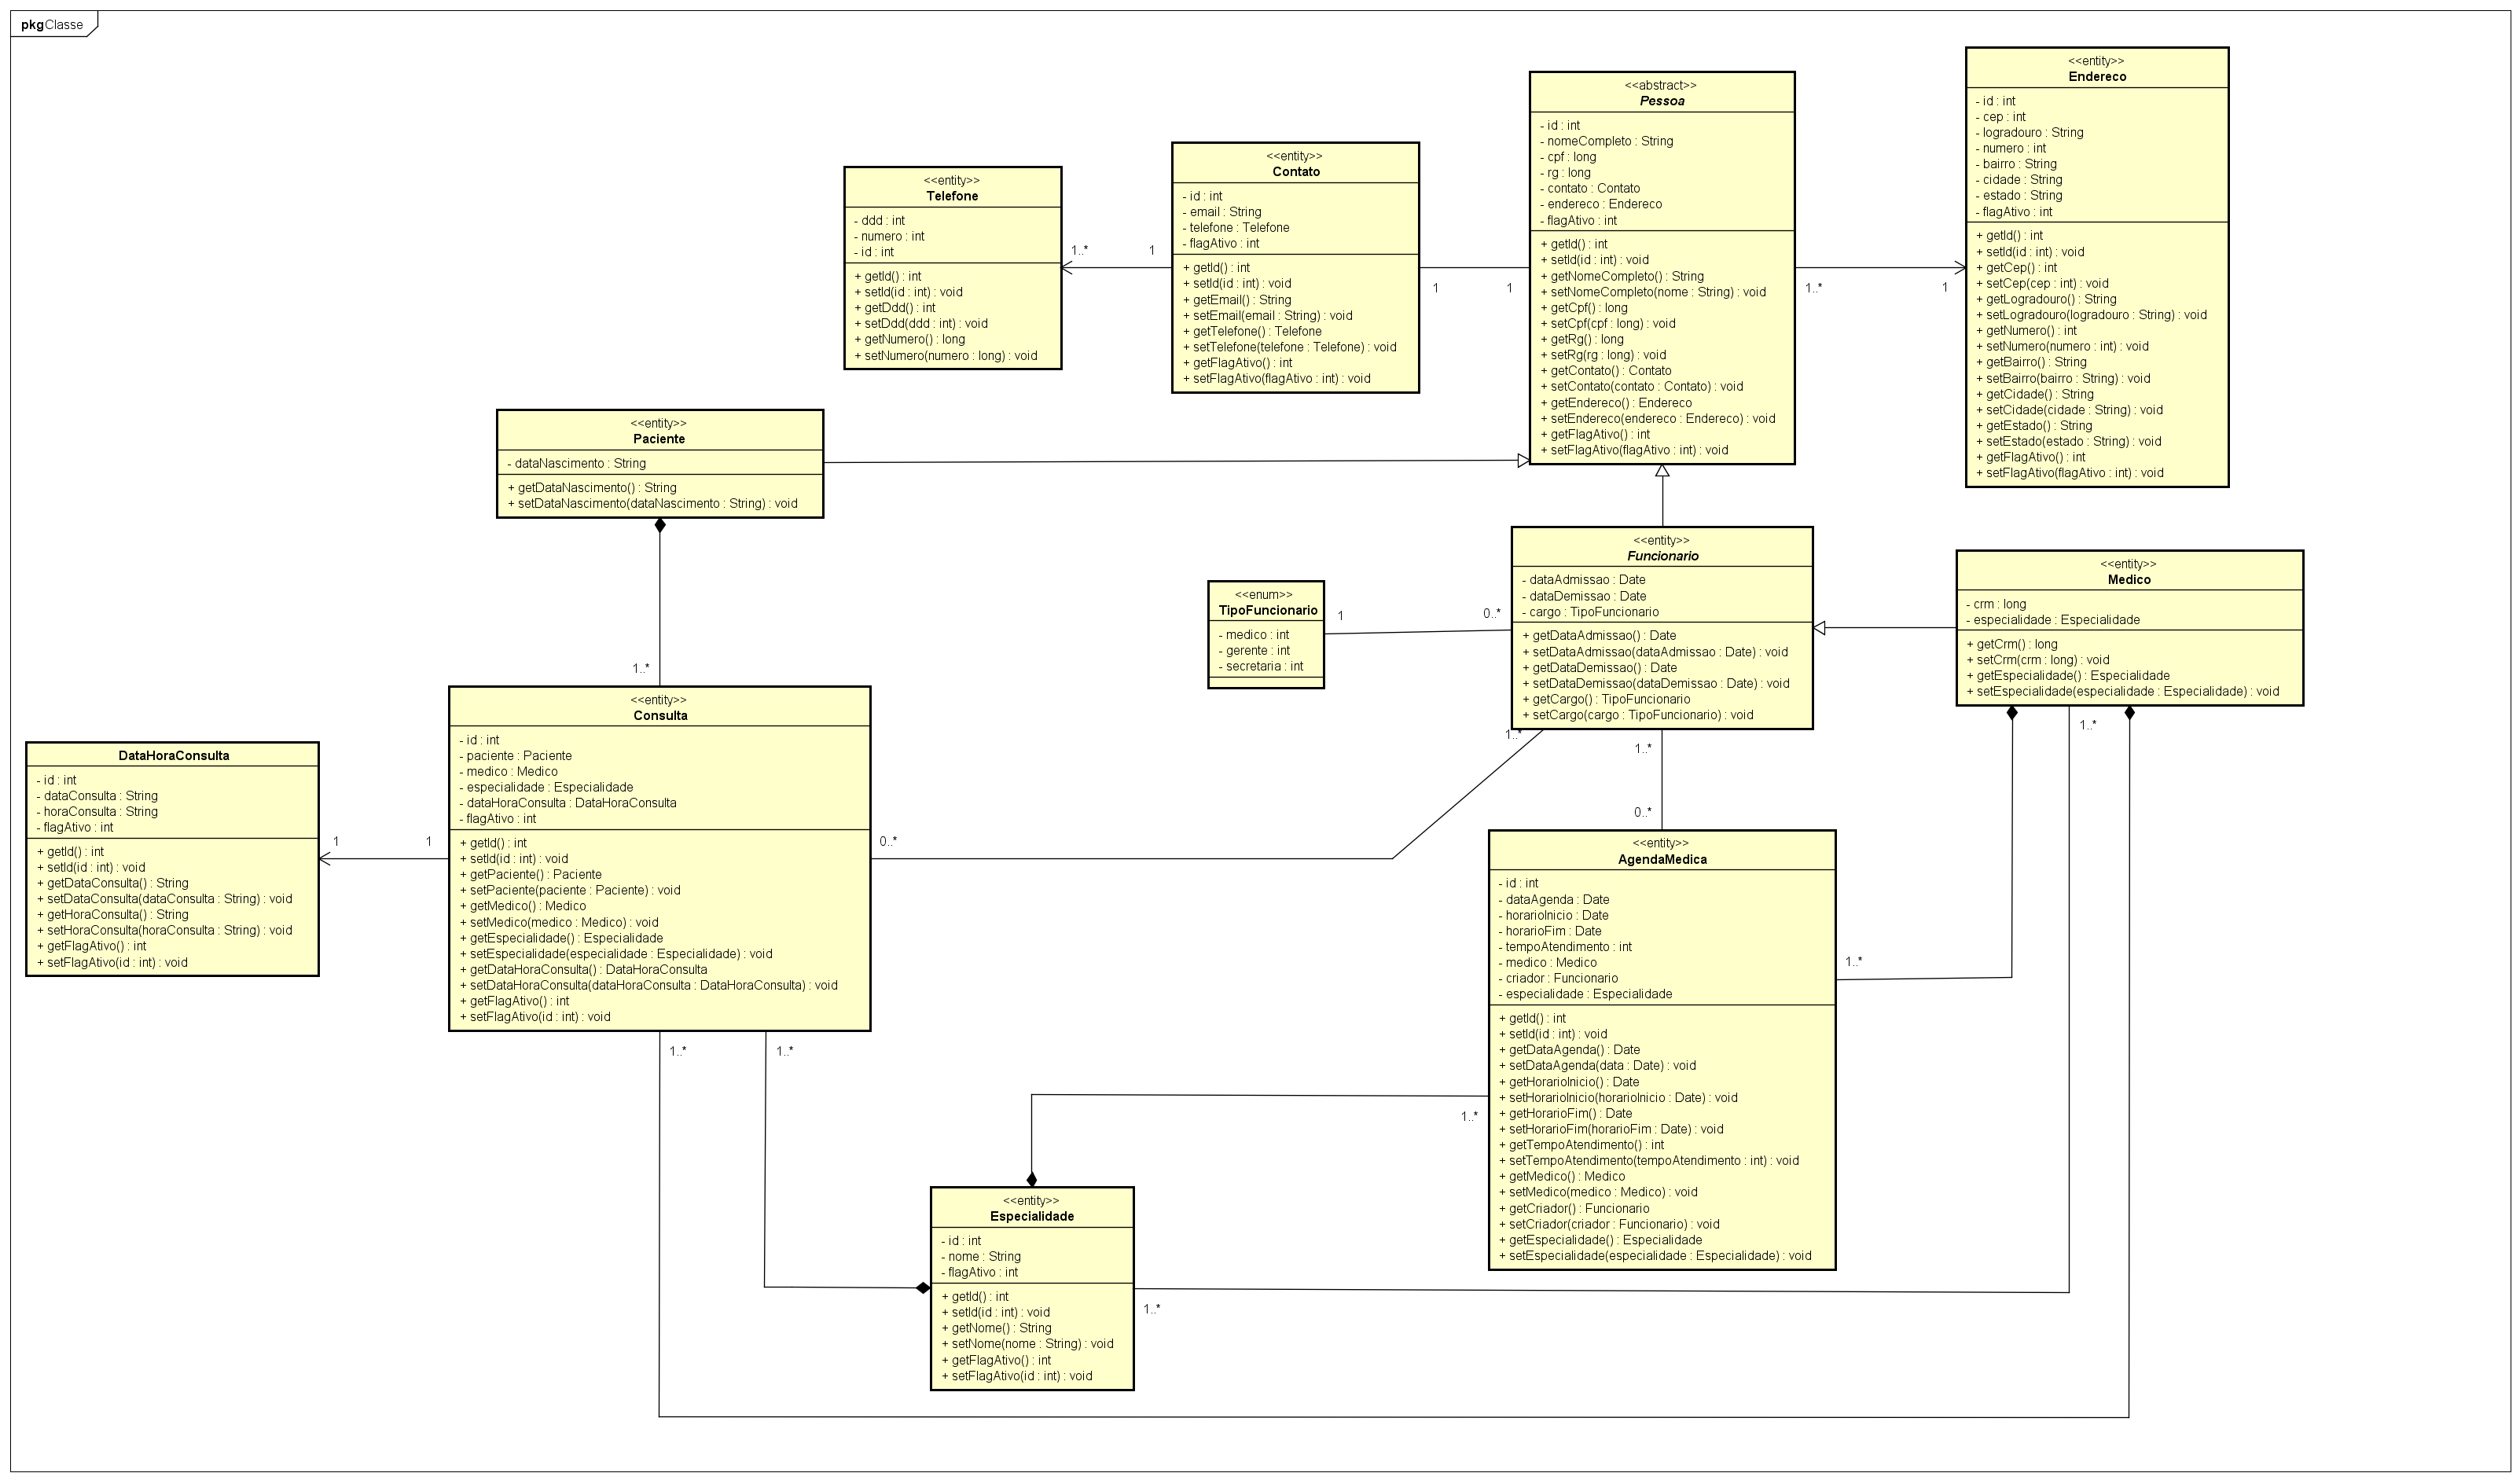 pkgClasse
<<entity>>
Endereco
- id : int
- cep : int
- logradouro : String
- numero : int
- bairro : String
- cidade : String
- estado : String
- flagAtivo : int
+ getId() : int
+ setId(id : int) : void
+ getCep() : int
+ setCep(cep : int) : void
+ getLogradouro() : String
+ setLogradouro(logradouro : String) : void
+ getNumero() : int
+ setNumero(numero : int) : void
+ getBairro() : String
+ setBairro(bairro : String) : void
+ getCidade() : String
+ setCidade(cidade : String) : void
+ getEstado() : String
+ setEstado(estado : String) : void
+ getFlagAtivo() : int
+ setFlagAtivo(flagAtivo : int) : void
<<abstract>>
Pessoa
- id : int
- nomeCompleto : String
- cpf : long
- rg : long
- contato : Contato
- endereco : Endereco
- flagAtivo : int
+ getId() : int
+ setId(id : int) : void
+ getNomeCompleto() : String
+ setNomeCompleto(nome : String) : void
+ getCpf() : long
+ setCpf(cpf : long) : void
+ getRg() : long
+ setRg(rg : long) : void
+ getContato() : Contato
+ setContato(contato : Contato) : void
+ getEndereco() : Endereco
+ setEndereco(endereco : Endereco) : void
+ getFlagAtivo() : int
+ setFlagAtivo(flagAtivo : int) : void
1..*
1
<<entity>>
Contato
- id : int
- email : String
- telefone : Telefone
- flagAtivo : int
+ getId() : int
+ setId(id : int) : void
+ getEmail() : String
+ setEmail(email : String) : void
+ getTelefone() : Telefone
+ setTelefone(telefone : Telefone) : void
+ getFlagAtivo() : int
+ setFlagAtivo(flagAtivo : int) : void
1
1
<<entity>>
Telefone
- ddd : int
- numero : int
- id : int
+ getId() : int
+ setId(id : int) : void
+ getDdd() : int
+ setDdd(ddd : int) : void
+ getNumero() : long
+ setNumero(numero : long) : void
1..*
1
<<entity>>
Paciente
- dataNascimento : String
+ getDataNascimento() : String
+ setDataNascimento(dataNascimento : String) : void
1..*
<<entity>>
Funcionario
- dataAdmissao : Date
- dataDemissao : Date
- cargo : TipoFuncionario
+ getDataAdmissao() : Date
+ setDataAdmissao(dataAdmissao : Date) : void
+ getDataDemissao() : Date
+ setDataDemissao(dataDemissao : Date) : void
+ getCargo() : TipoFuncionario
+ setCargo(cargo : TipoFuncionario) : void
<<enum>>
TipoFuncionario
- medico : int
- gerente : int
- secretaria : int
1
0..*
<<entity>>
Medico
- crm : long
- especialidade : Especialidade
+ getCrm() : long
+ setCrm(crm : long) : void
+ getEspecialidade() : Especialidade
+ setEspecialidade(especialidade : Especialidade) : void
1..*
1..*
1..*
0..*
<<entity>>
Consulta
- id : int
- paciente : Paciente
- medico : Medico
- especialidade : Especialidade
- dataHoraConsulta : DataHoraConsulta
- flagAtivo : int
+ getId() : int
+ setId(id : int) : void
+ getPaciente() : Paciente
+ setPaciente(paciente : Paciente) : void
+ getMedico() : Medico
+ setMedico(medico : Medico) : void
+ getEspecialidade() : Especialidade
+ setEspecialidade(especialidade : Especialidade) : void
+ getDataHoraConsulta() : DataHoraConsulta
+ setDataHoraConsulta(dataHoraConsulta : DataHoraConsulta) : void
+ getFlagAtivo() : int
+ setFlagAtivo(id : int) : void
0..*
1..*
1..*
DataHoraConsulta
- id : int
- dataConsulta : String
- horaConsulta : String
- flagAtivo : int
+ getId() : int
+ setId(id : int) : void
+ getDataConsulta() : String
+ setDataConsulta(dataConsulta : String) : void
+ getHoraConsulta() : String
+ setHoraConsulta(horaConsulta : String) : void
+ getFlagAtivo() : int
+ setFlagAtivo(id : int) : void
1
1
<<entity>>
AgendaMedica
- id : int
- dataAgenda : Date
- horarioInicio : Date
- horarioFim : Date
- tempoAtendimento : int
- medico : Medico
- criador : Funcionario
- especialidade : Especialidade
+ getId() : int
+ setId(id : int) : void
+ getDataAgenda() : Date
+ setDataAgenda(data : Date) : void
+ getHorarioInicio() : Date
+ setHorarioInicio(horarioInicio : Date) : void
+ getHorarioFim() : Date
+ setHorarioFim(horarioFim : Date) : void
+ getTempoAtendimento() : int
+ setTempoAtendimento(tempoAtendimento : int) : void
+ getMedico() : Medico
+ setMedico(medico : Medico) : void
+ getCriador() : Funcionario
+ setCriador(criador : Funcionario) : void
+ getEspecialidade() : Especialidade
+ setEspecialidade(especialidade : Especialidade) : void
1..*
1..*
<<entity>>
Especialidade
- id : int
- nome : String
- flagAtivo : int
+ getId() : int
+ setId(id : int) : void
+ getNome() : String
+ setNome(nome : String) : void
+ getFlagAtivo() : int
+ setFlagAtivo(id : int) : void
1..*